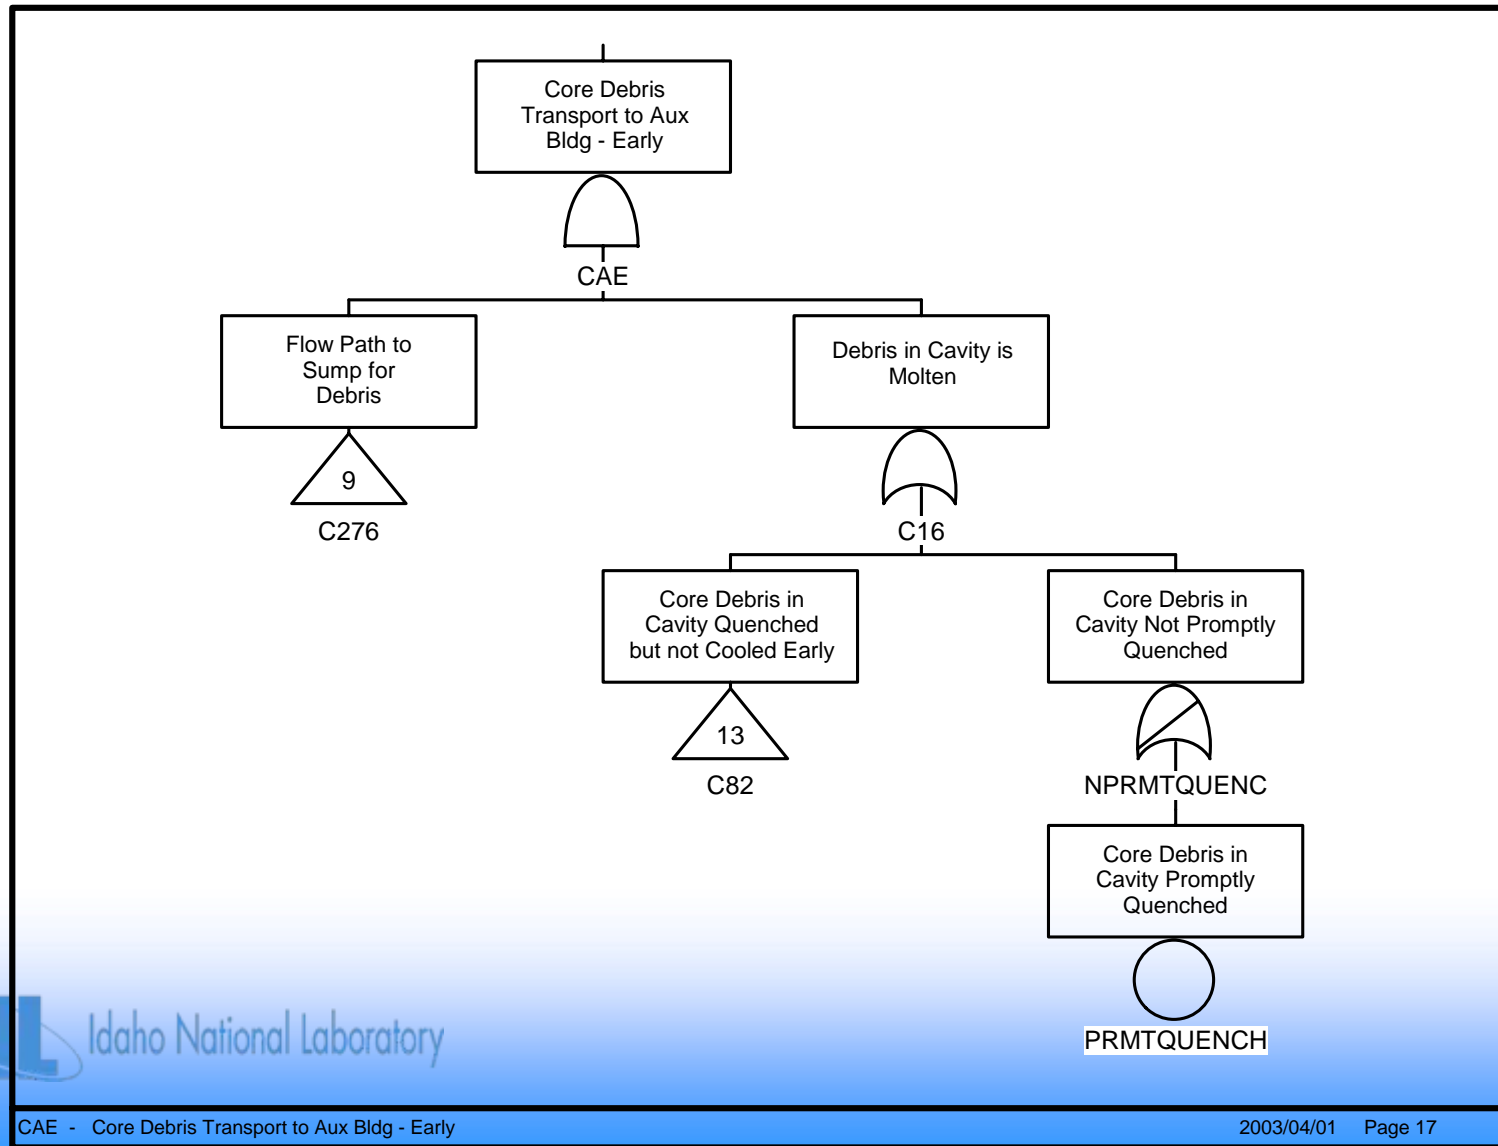 Core Debris
Transport to Aux
Bldg - Early
CAE
Flow Path to
Sump for
Debris
9
C276
Debris in Cavity is
Molten
C16
Core Debris in
Cavity Quenched
but not Cooled Early
13
C82
Core Debris in
Cavity Not Promptly
Quenched
NPRMTQUENC
Core Debris in
Cavity Promptly
Quenched
PRMTQUENCH
Idaho National Laboratory
CAE - Core Debris Transport to Aux Bldg - Early
2003/04/01 Page 17